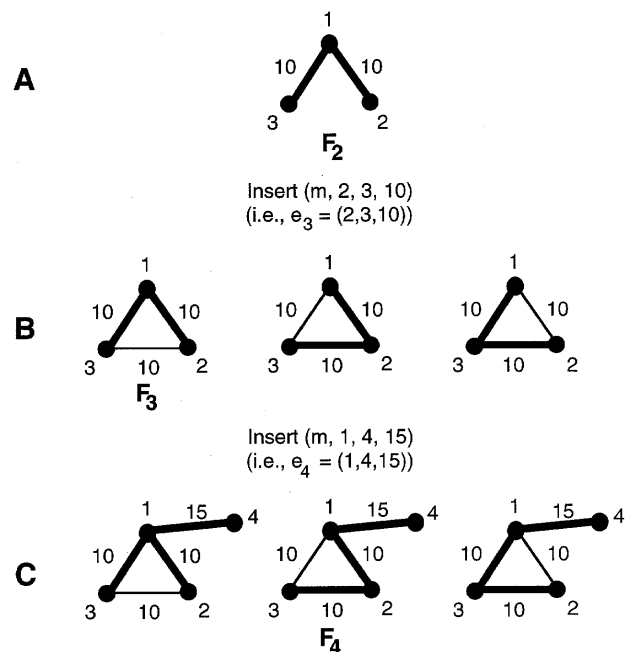 1
A
10 10
3 2
F2
Insert (m, 2, 3, 10)
(i.e., e3 = (2,3,10))
1 1 1
B
10 10 10 10 10 10
3 10 2 3 10 2 3 10 2
F3
Insert (m, 1, 4, 15)
(i.e., e4 = (1,4,15))
1 15 4 1 15 4 1 15 4
C
10 10 10 10 10 10
3 10 2 3 10 2 3 10 2
F4